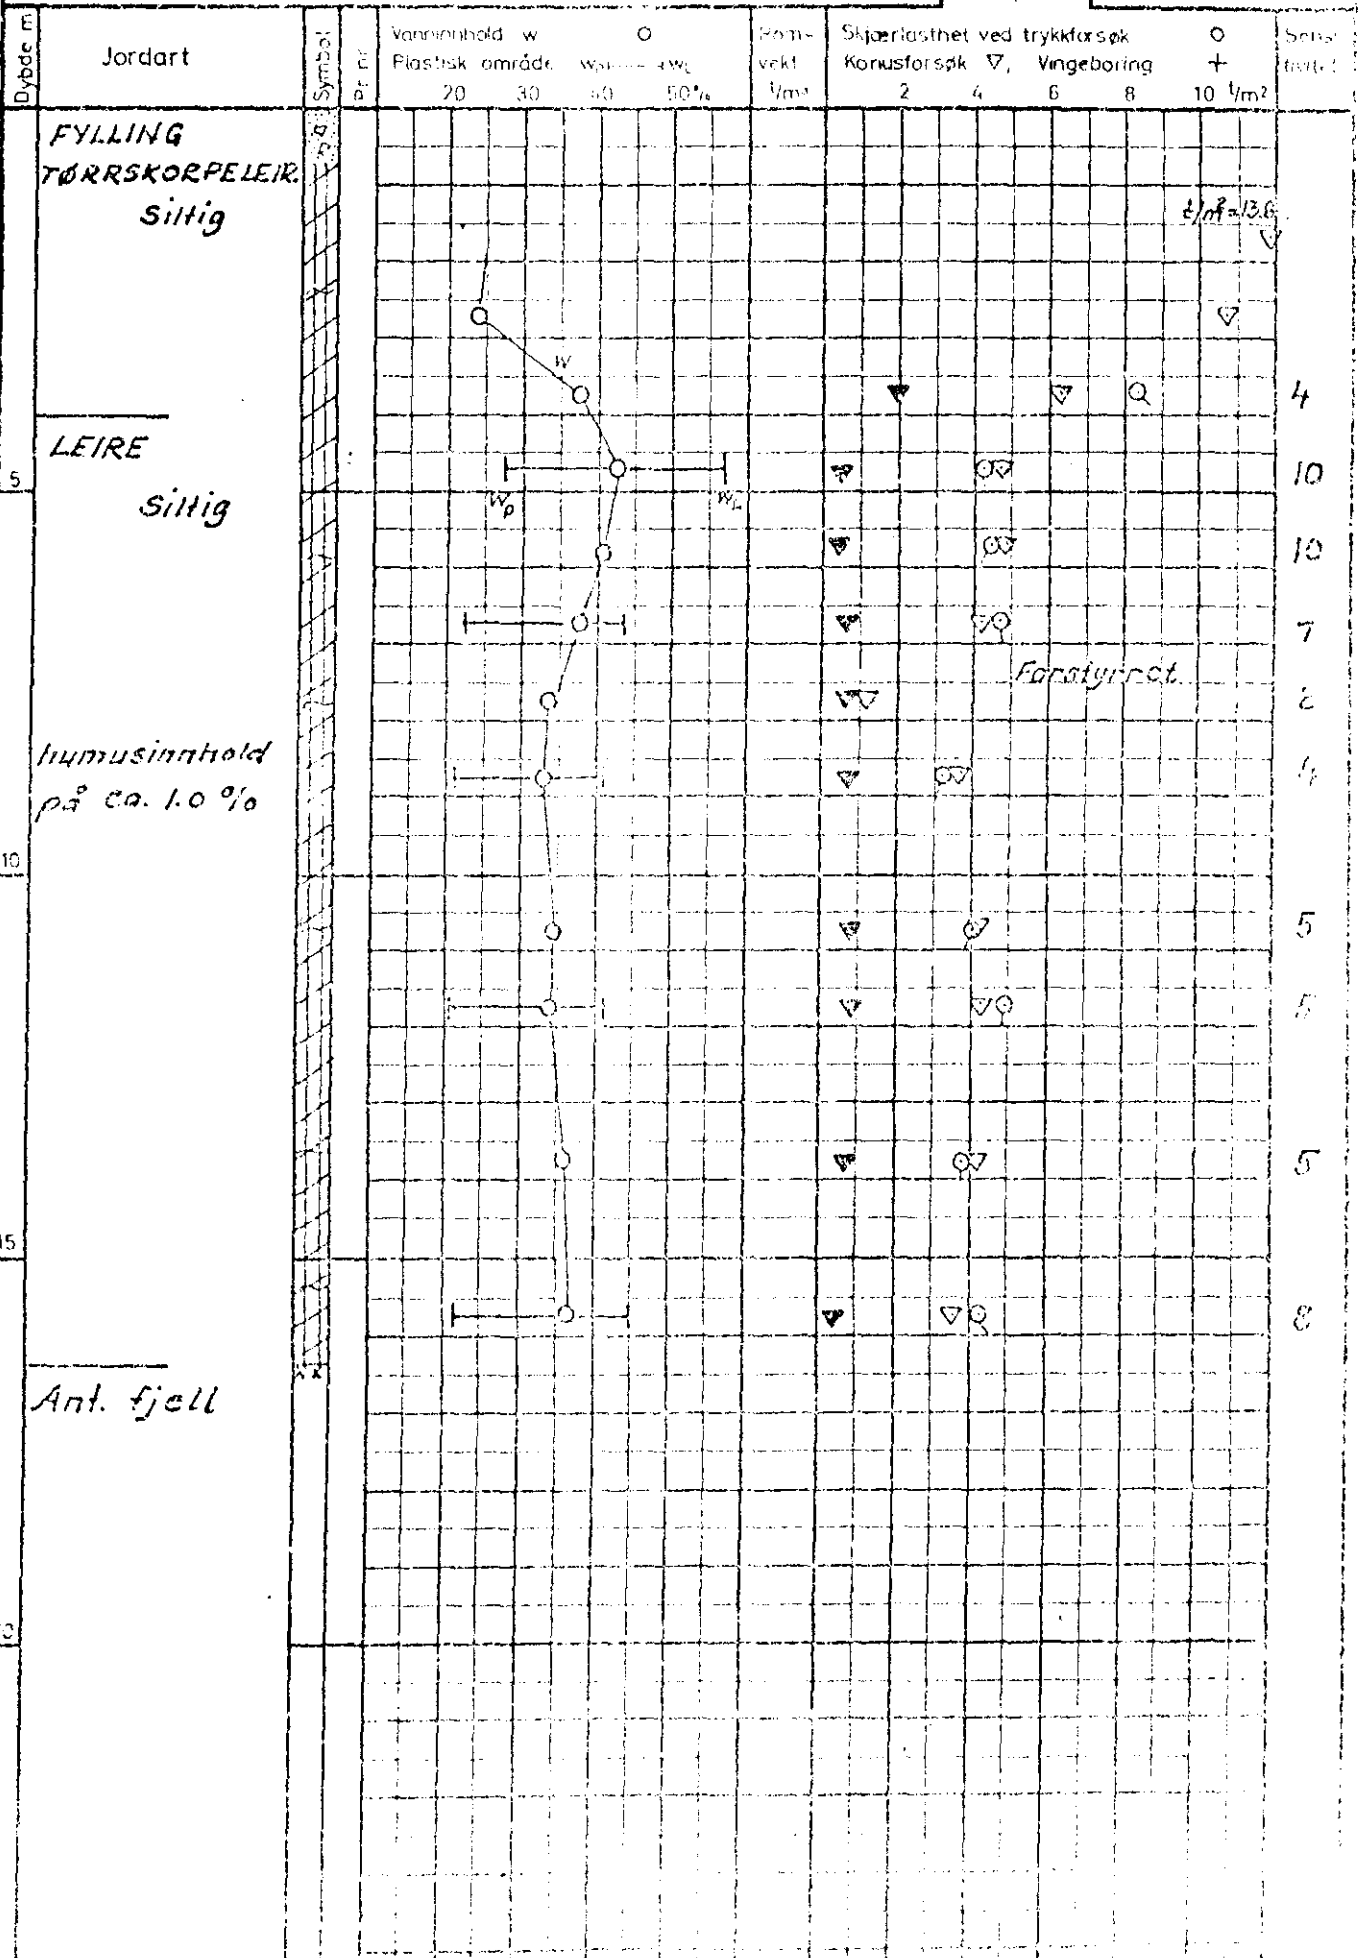 Dybde m
Jordart
Symbol
Vanninnhold w
Plastisk område
20 30 40 50%
Rom-
vekt
t/m³
Skjærfasthet ved trykkforsøk
Konusforsøk ▽, Vingeboring +
2 4 6 8 10 t/m²
FYLLING
TØRRSKORPELEIR.
Siltig
t/m²=13.6
W
4
LEIRE
10
5
Siltig
Wp
WL
10
7
Forstyrret
humusinnhold
på ca. 1.0 %
4
10
5
5
5
15
8
Ant. fjell